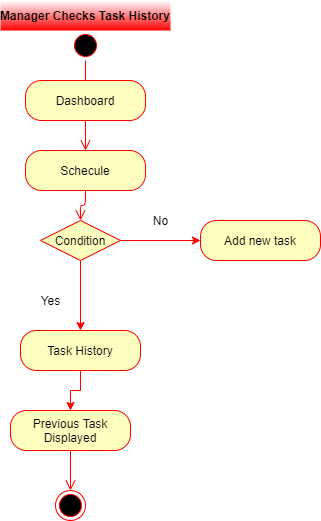 Manager Checks Task History
Dashboard
Schecule
Condition
No
Add new task
Yes
Task History
Previous Task
Displayed